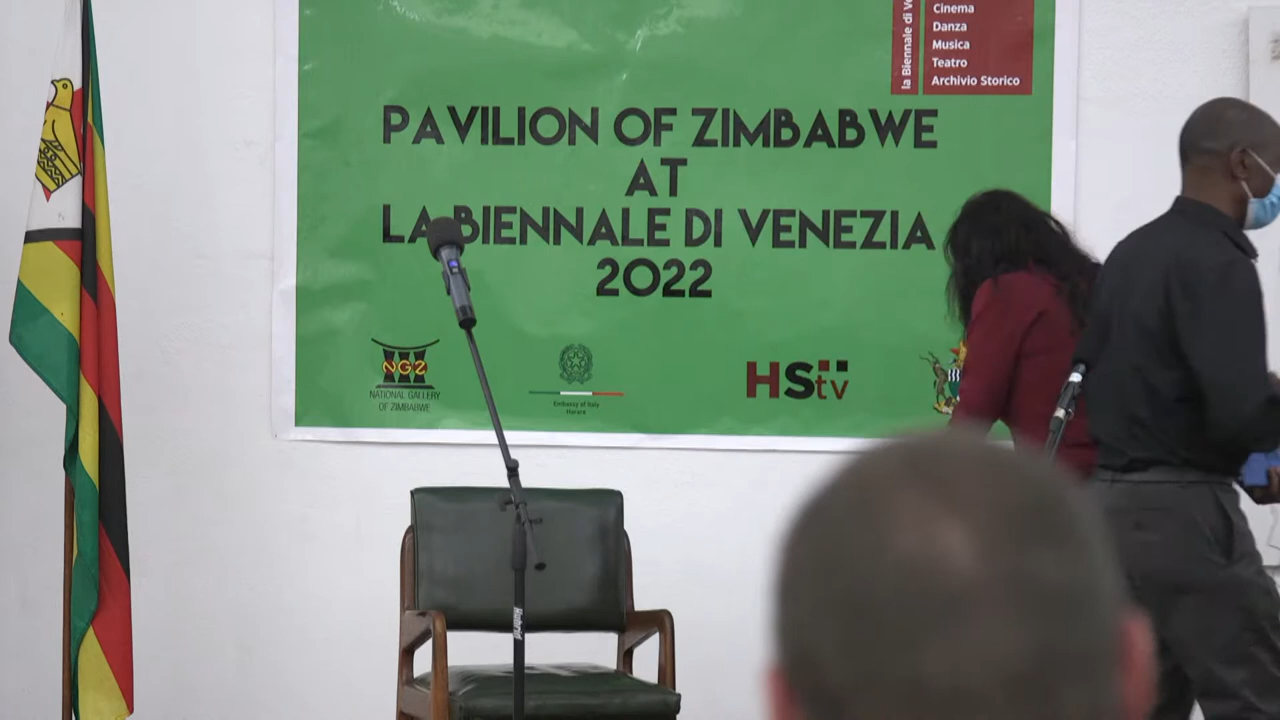 la Biennale di Ve
Cinema
Danza
Musica
Teatro
Archivio Storico
PAVILION OF ZIMBABWE
AT
LA BIENNALE DI VENEZIA
2022
NGZ
NATIONAL GALLERY
OF ZIMBABWE
Embassy of Italy
Harare
HStv
Hybrid